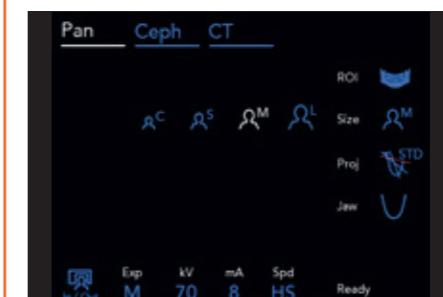 Pan Ceph CT
ROI
C S M L Size M
Proj STD
Jaw
Exp kV mA Spd
M 70 8 HS Ready